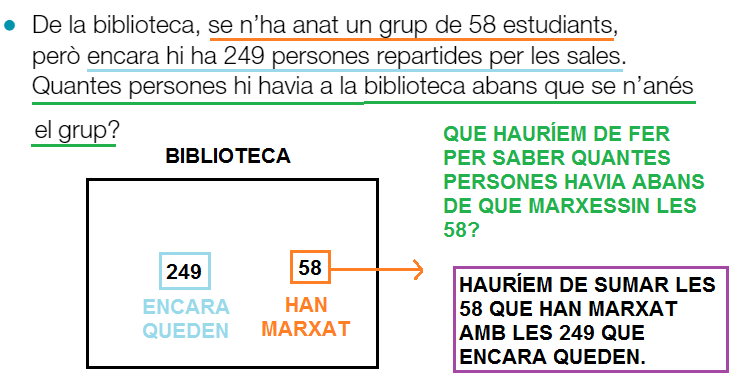 De la biblioteca, se n'ha anat un grup de 58 estudiants,
però encara hi ha 249 persones repartides per les sales.
Quantes persones hi havia a la biblioteca abans que se n'anés
el grup?
BIBLIOTECA
249
ENCARA
QUEDEN
58
HAN
MARXAT
QUE HAURÍEM DE FER
PER SABER QUANTES
PERSONES HAVIA ABANS
DE QUE MARXESSIN LES
58?
HAURÍEM DE SUMAR LES
58 QUE HAN MARXAT
AMB LES 249 QUE
ENCARA QUEDEN.